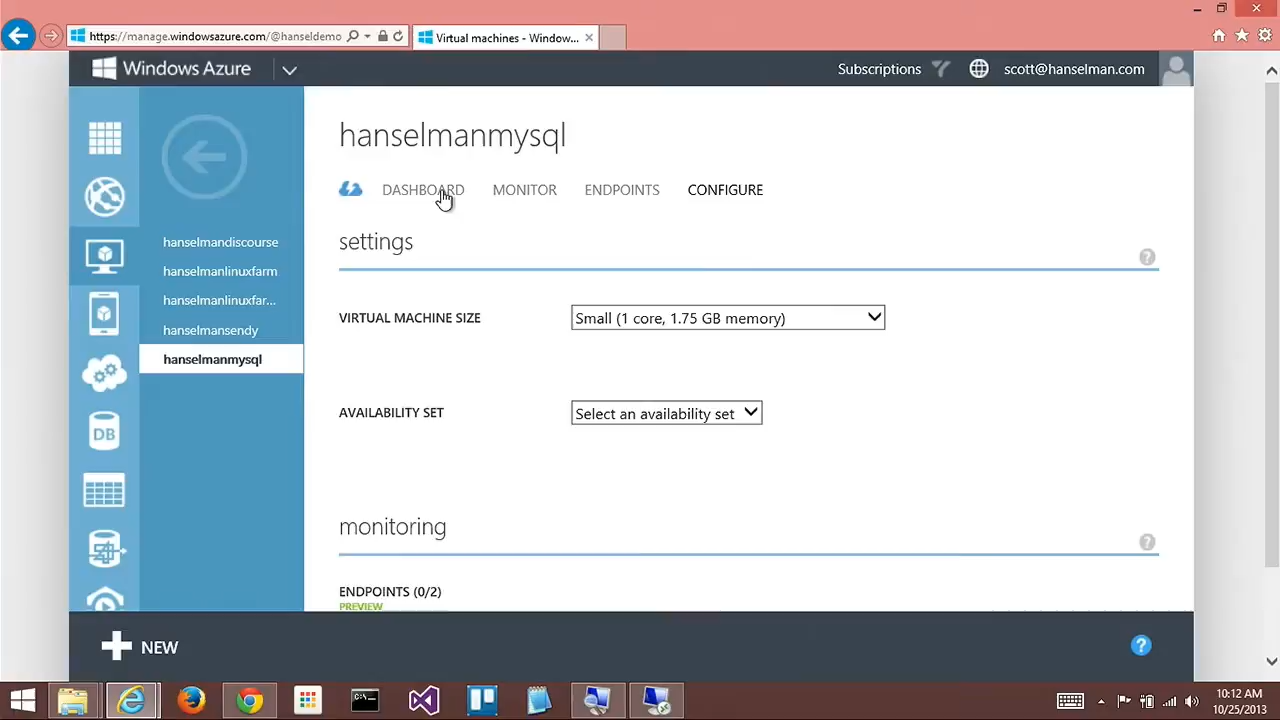 https://manage.windowsazure.com/@hanseldemo
Virtual machines - Window...
Windows Azure
Subscriptions
scott@hanselman.com
hanselmandiscourse
hanselmanlinuxfarm
hanselmanlinuxfar...
hanselmansendy
hanselmanmysql
hanselmanmysql
DASHBOARD MONITOR ENDPOINTS CONFIGURE
settings
?
VIRTUAL MACHINE SIZE
Small (1 core, 1.75 GB memory)
AVAILABILITY SET
Select an availability set
monitoring
?
ENDPOINTS (0/2)
PREVIEW
DB
NEW
?
C:\_
10:12 AM
10/25/2013